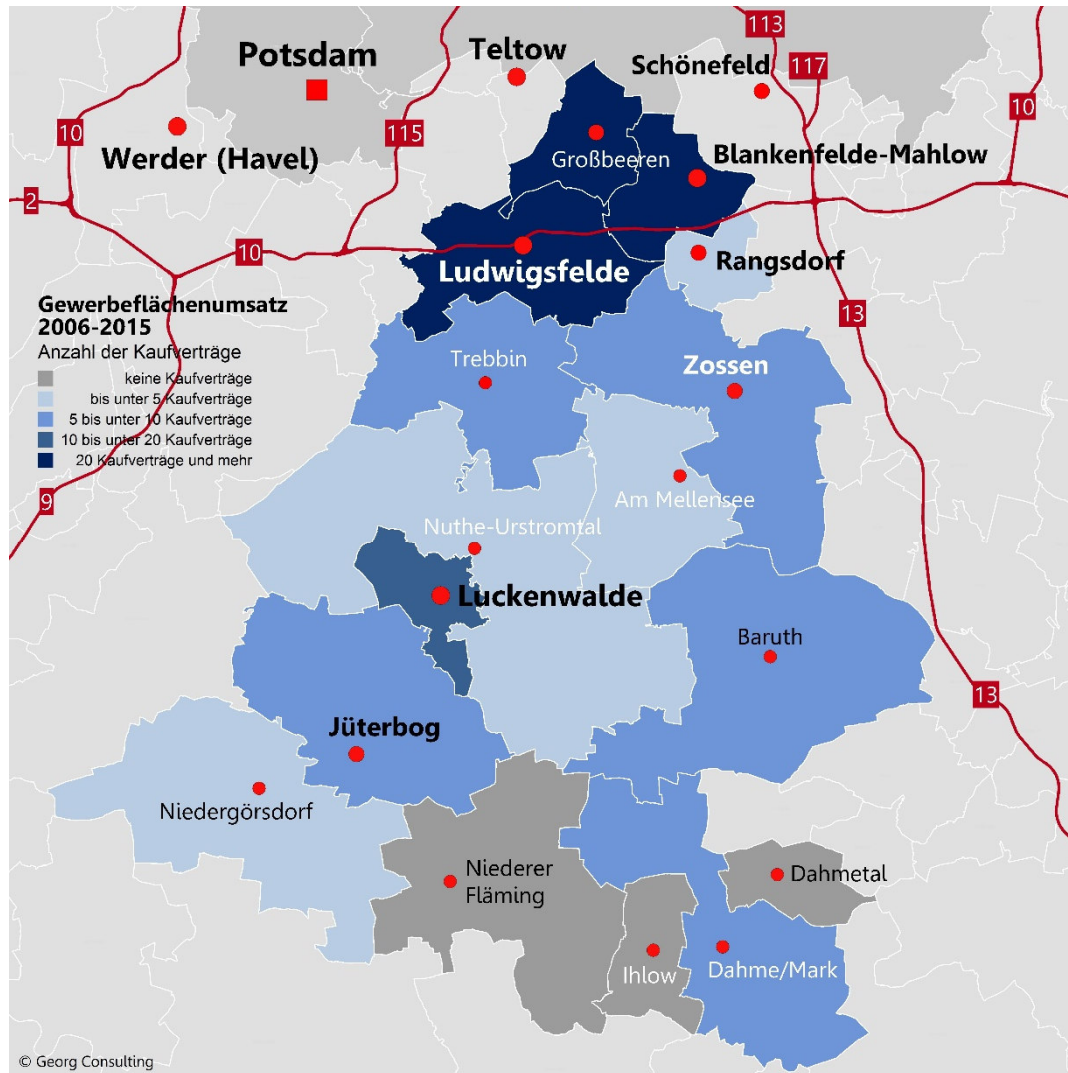 113
Potsdam
Teltow
Schönefeld
117
10
10
115
Werder (Havel)
Großbeeren
Blankenfelde-Mahlow
2
10
Ludwigsfelde
Rangsdorf
Gewerbeflächenumsatz
2006-2015
Anzahl der Kaufverträge
keine Kaufverträge
bis unter 5 Kaufverträge
5 bis unter 10 Kaufverträge
10 bis unter 20 Kaufverträge
20 Kaufverträge und mehr
13
Trebbin
Zossen
9
Am Mellensee
Nuthe-Urstromtal
Luckenwalde
Baruth
13
Jüterbog
Niedergörsdorf
Niederer
Fläming
Dahmetal
Ihlow
Dahme/Mark
© Georg Consulting